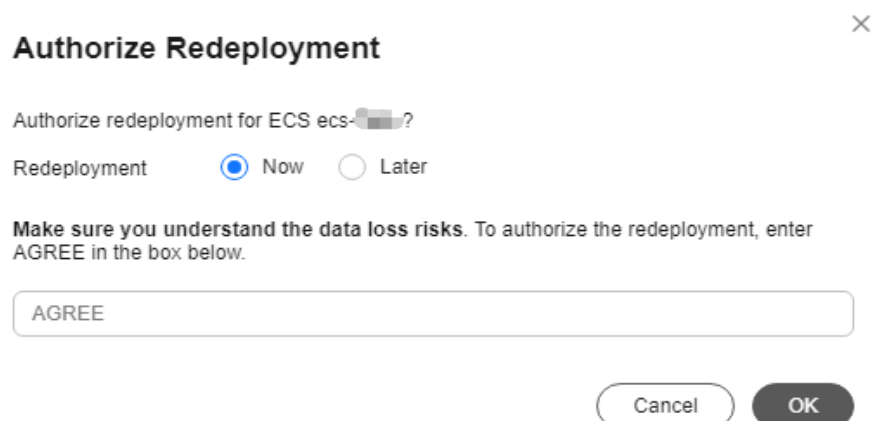 Authorize Redeployment
Authorize redeployment for ECS ecs- ?
Redeployment Now Later
Make sure you understand the data loss risks. To authorize the redeployment, enter
AGREE in the box below.
AGREE
Cancel OK